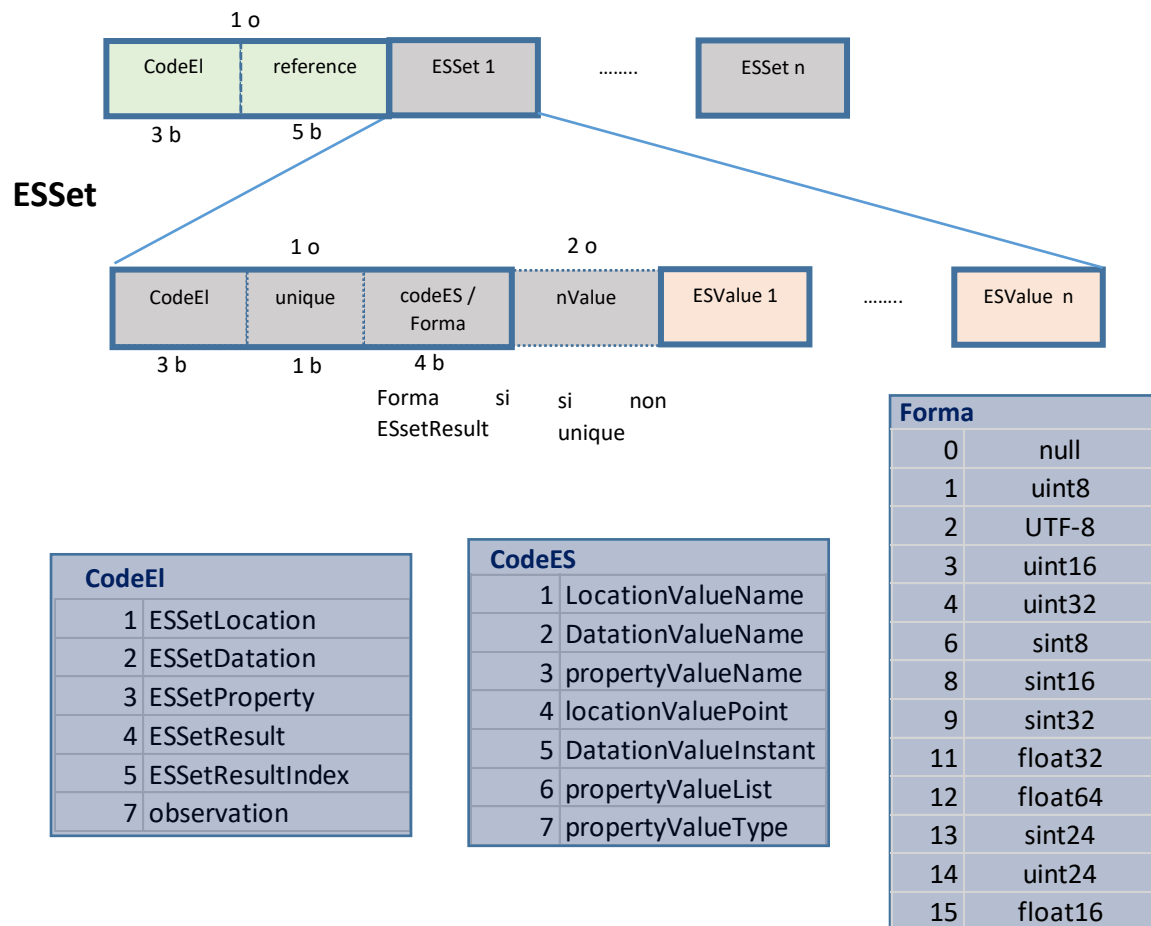 1 o
CodeEl reference ESSet 1 …….. ESSet n
3 b 5 b
ESSet
1 o 2 o
CodeEl unique codeES / Forma nValue ESValue 1 …….. ESValue n
3 b 1 b 4 b
Forma si si non
ESsetResult unique
CodeEl
1 ESSetLocation
2 ESSetDatation
3 ESSetProperty
4 ESSetResult
5 ESSetResultIndex
7 observation
CodeES
1 LocationValueName
2 DatationValueName
3 propertyValueName
4 locationValuePoint
5 DatationValueInstant
6 propertyValueList
7 propertyValueType
Forma
0 null
1 uint8
2 UTF-8
3 uint16
4 uint32
6 sint8
8 sint16
9 sint32
11 float32
12 float64
13 sint24
14 uint24
15 float16